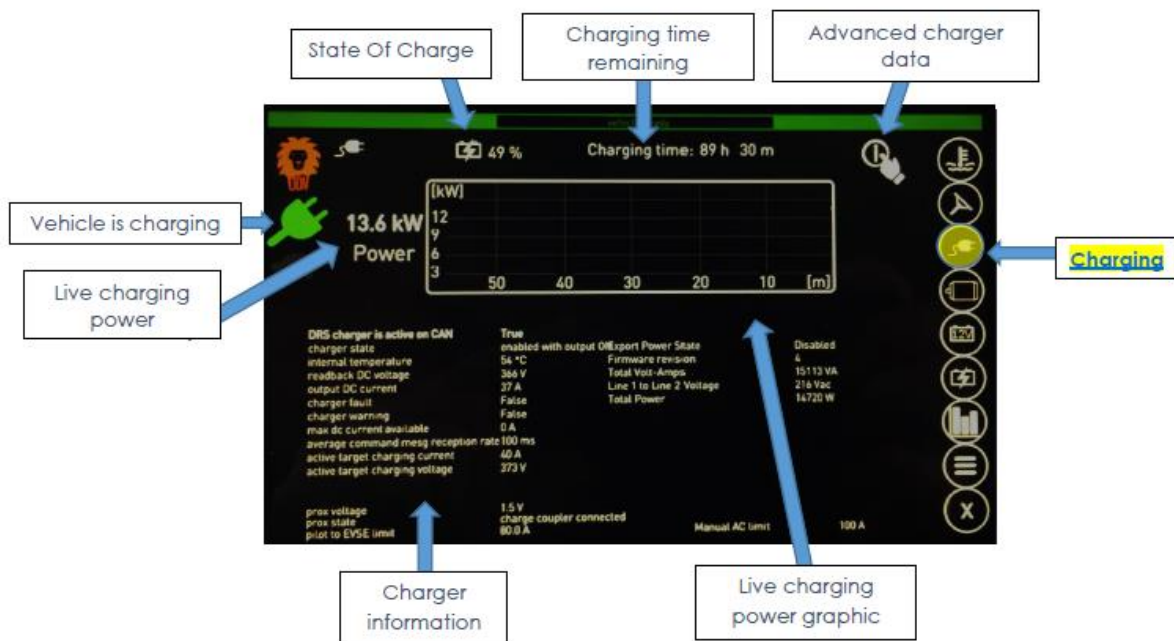 State Of Charge
Charging time
remaining
Advanced charger
data
49 %
Charging time: 89 h 30 m
Vehicle is charging
13.6 kW
Power
[kW]
12
9
6
3
50 40 30 20 10 [m]
Charging
Live charging
power
DRS charger is active on CAN True
charger state enabled with output ON Export Power State Disabled
internal temperature 54 °C Firmware revision 4
readback DC voltage 366 V Total Volt-Amps 15113 VA
output DC current 37 A Line 1 to Line 2 Voltage 216 Vac
charger fault False Total Power 14720 W
charger warning False
max dc current available 0 A
average command mesg reception rate 100 ms
active target charging current 40 A
active target charging voltage 373 V
12V
prox voltage 1.5 V
prox state charge coupler connected
pilot to EVSE limit 80.0 A Manual AC limit 100 A
X
Charger
information
Live charging
power graphic